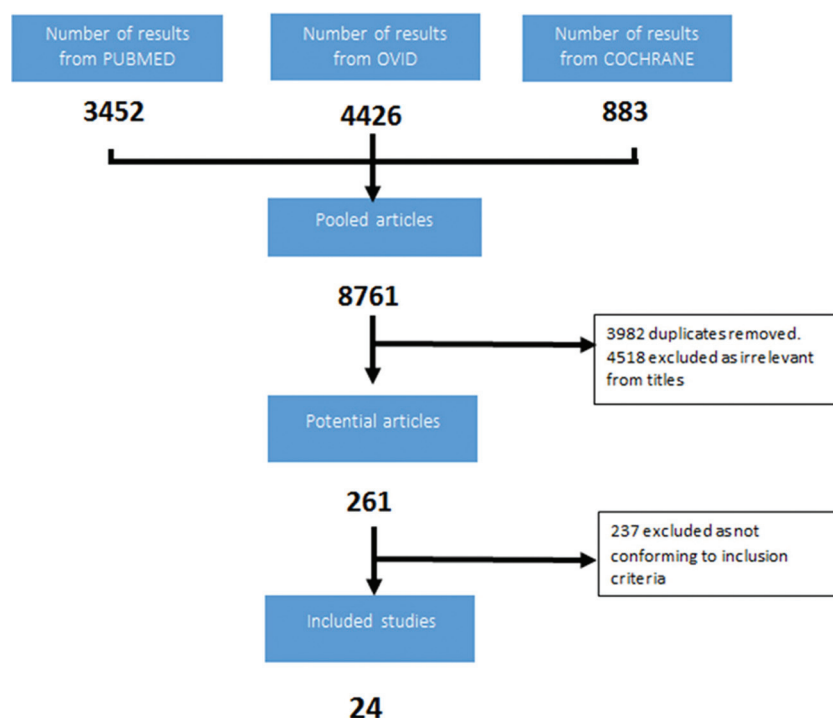 Number of results
from PUBMED
Number of results
from OVID
Number of results
from COCHRANE
3452
4426
883
Pooled articles
8761
3982 duplicates removed.
4518 excluded as irrelevant
from titles
Potential articles
261
237 excluded as not
conforming to inclusion
criteria
Included studies
24